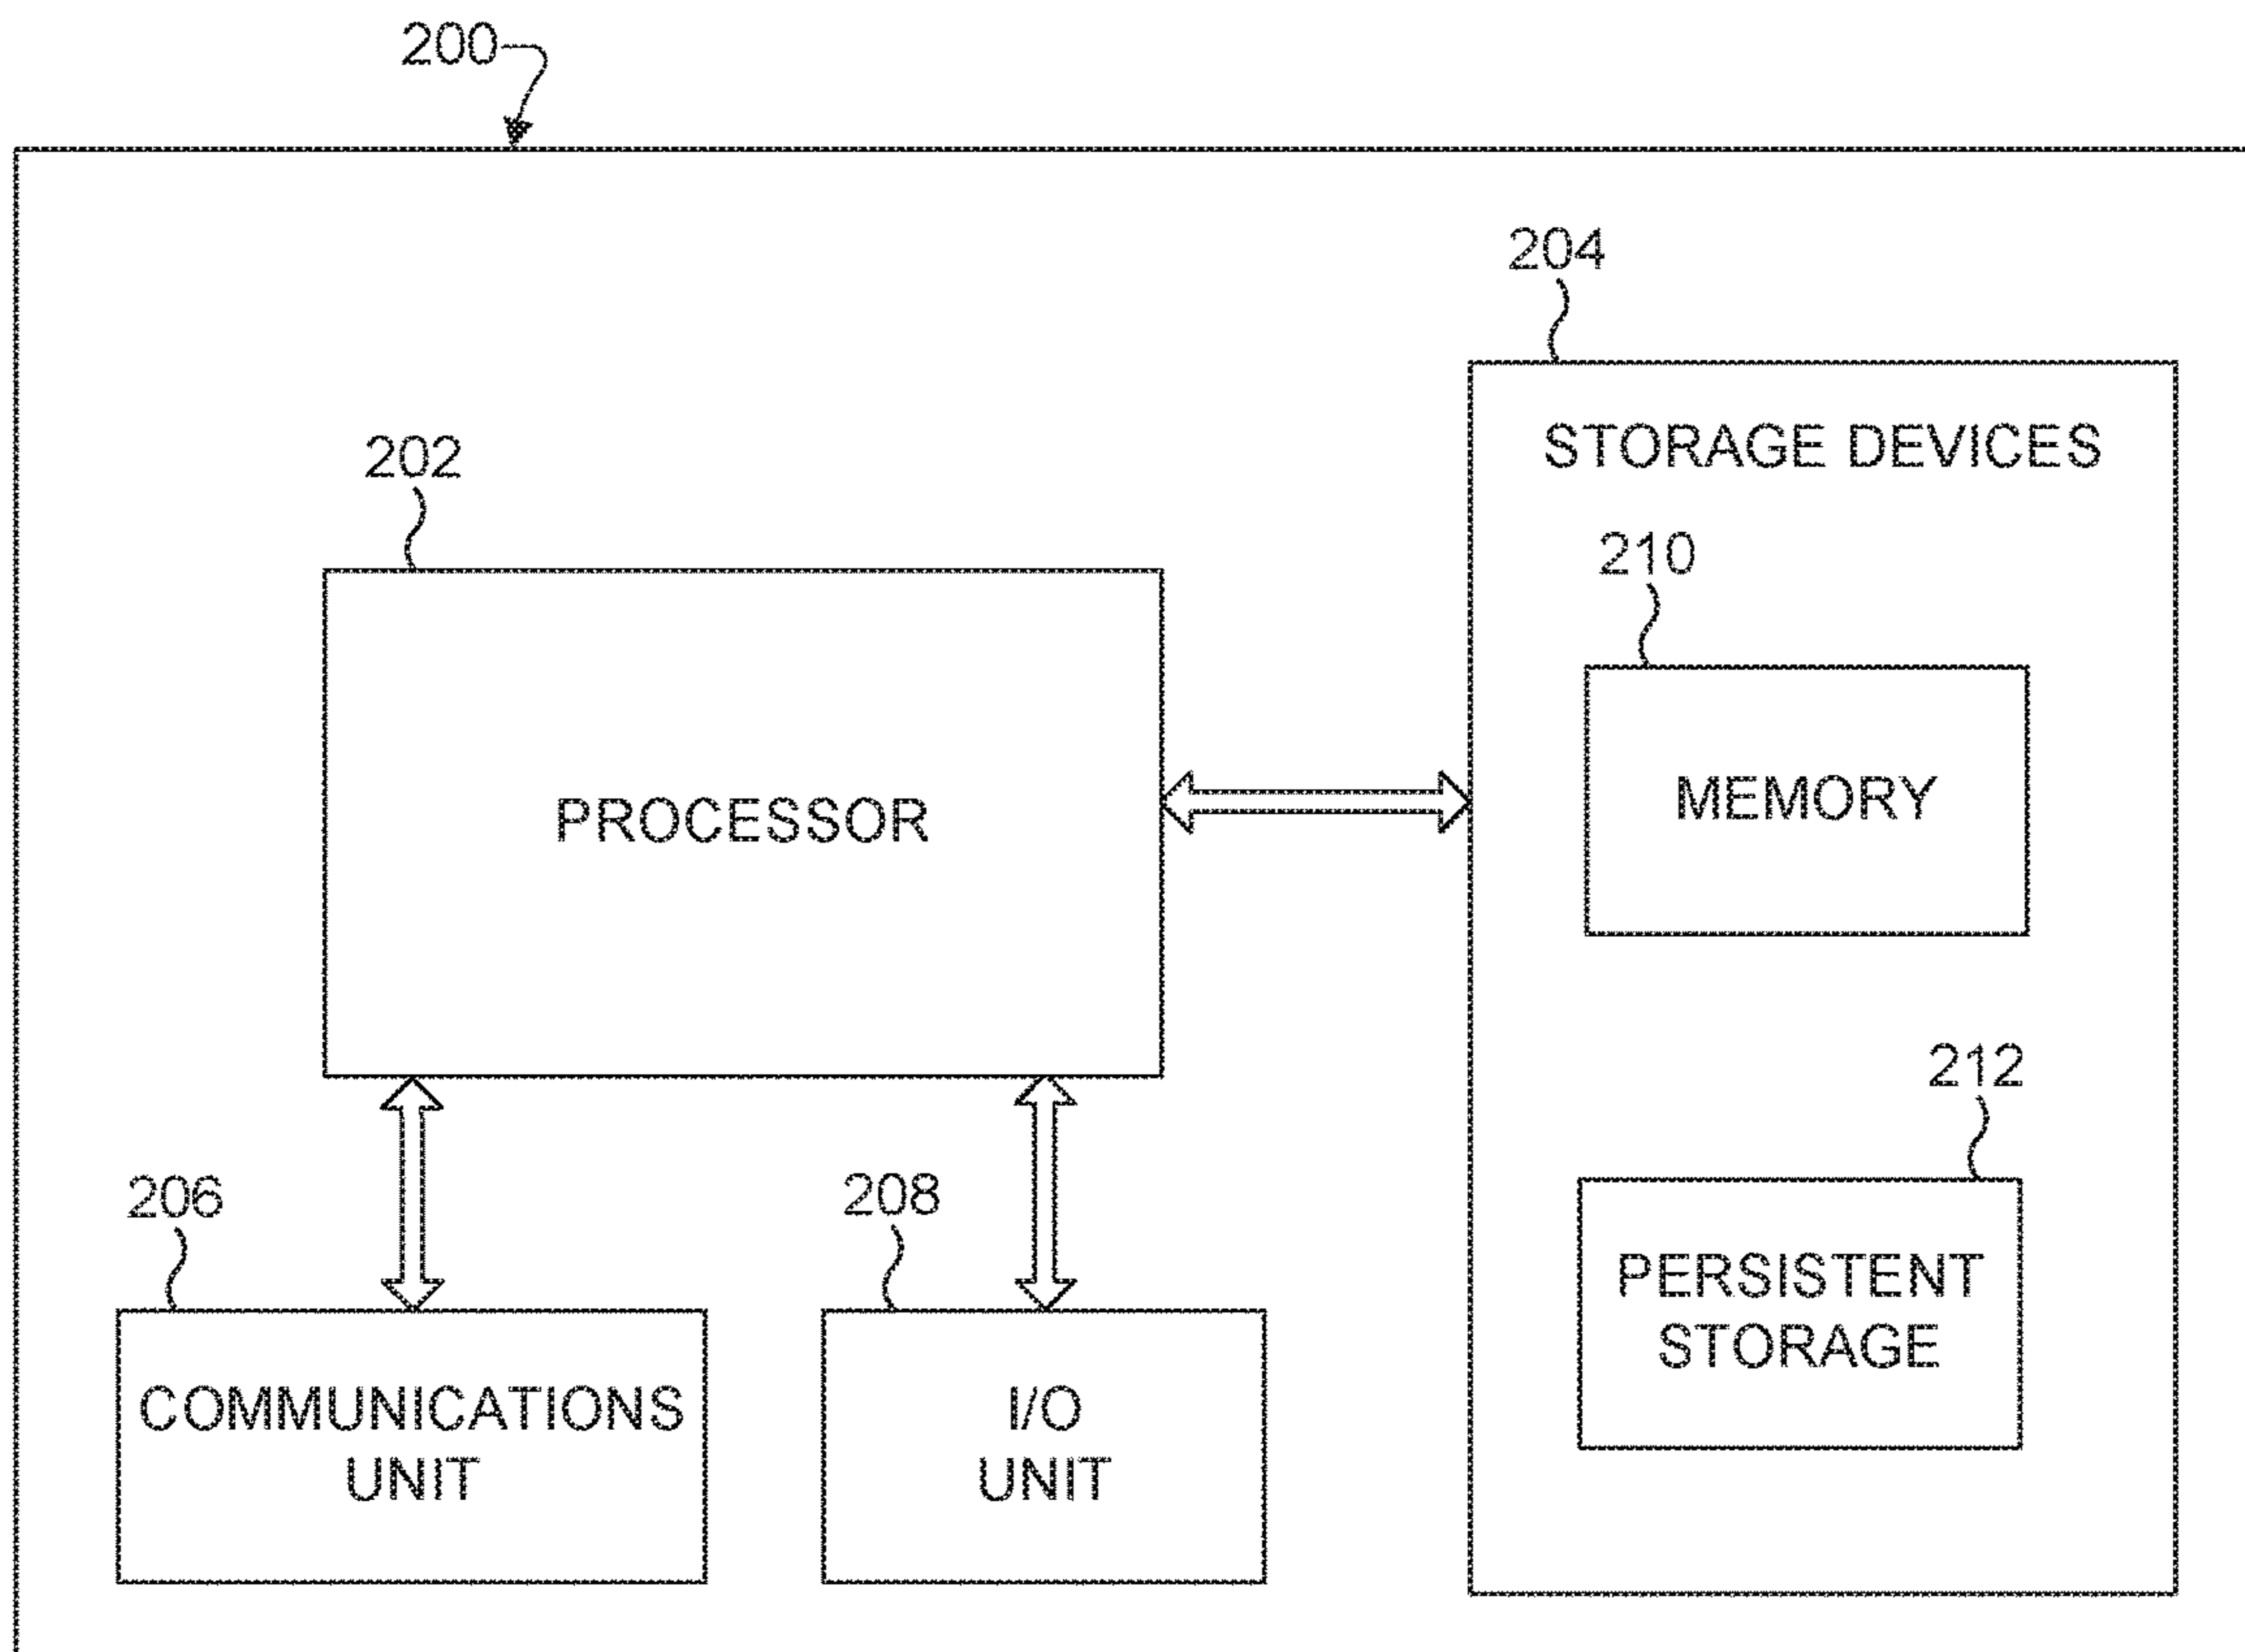 200
204
STORAGE DEVICES
202
210
PROCESSOR
MEMORY
212
206
208
PERSISTENT
STORAGE
COMMUNICATIONS
UNIT
I/O
UNIT